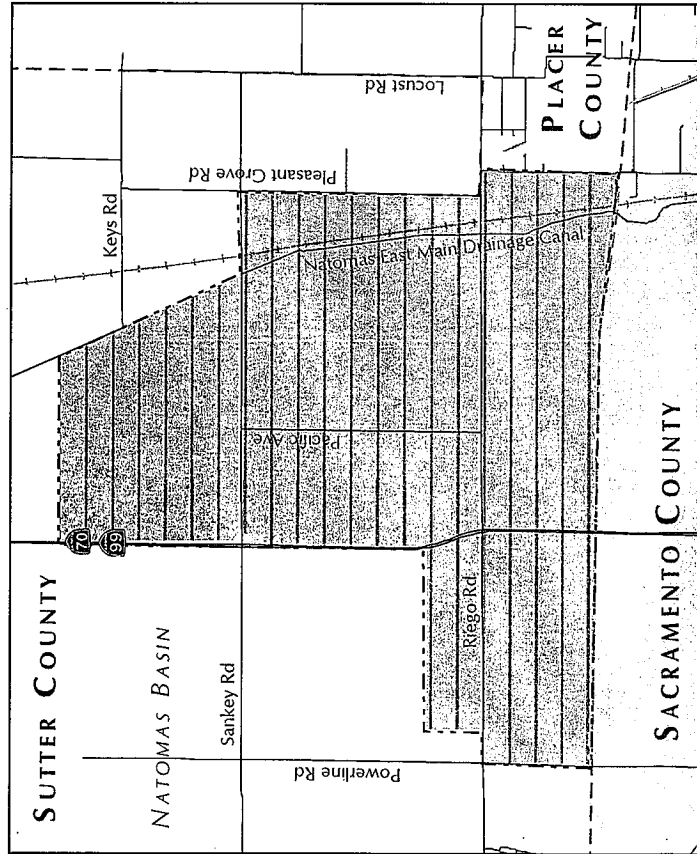 SUTTER COUNTY
NATOMAS BASIN
70
99
Keys Rd
Locust Rd
Pleasant Grove Rd
PLACER
COUNTY
Sankey Rd
Natomas East Main Drainage Canal
Pacific Ave
Riego Rd
Powerline Rd
SACRAMENTO COUNTY